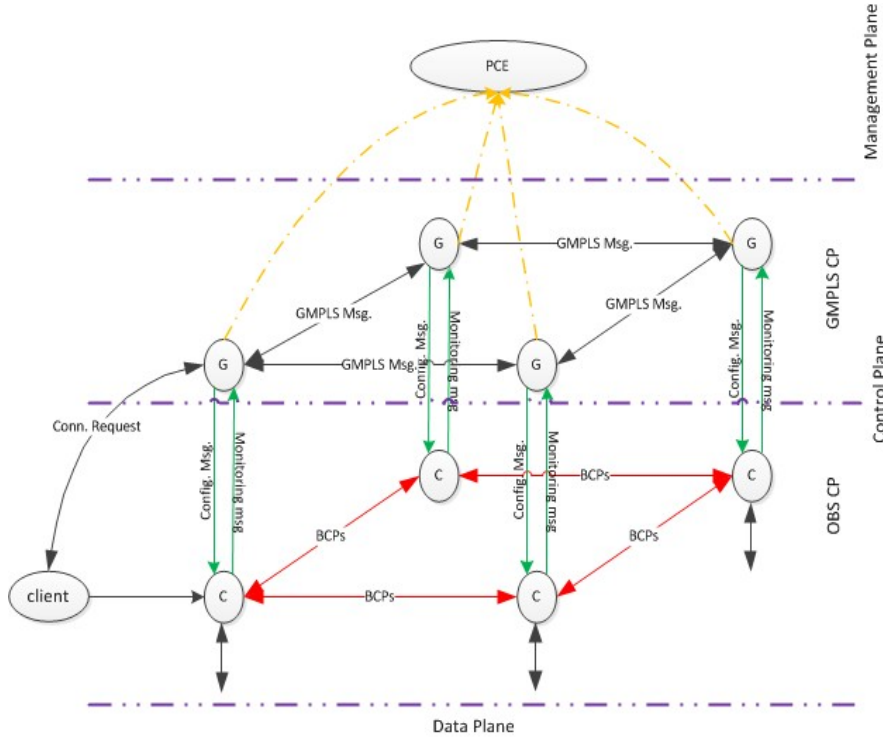 Management Plane
PCE
G
GMPLS Msg.
G
GMPLS CP
GMPLS Msg.
GMPLS Msg.
G
GMPLS Msg.
G
Config. Msg.
Monitoring msg
Config. Msg.
Monitoring msg
Control Plane
Conn. Request
Config. Msg.
Monitoring msg
Config. Msg.
Monitoring msg
C
BCPs
C
OBS CP
BCPs
BCPs
client
C
BCPs
C
Data Plane